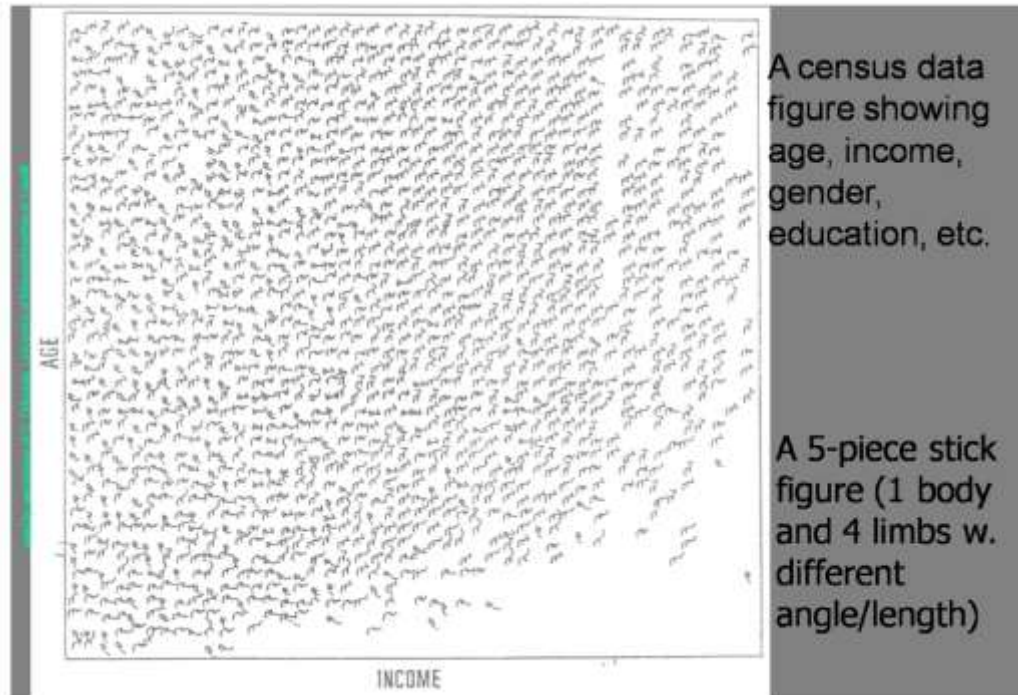 A census data
figure showing
age, income,
gender,
education, etc.
AGE
A 5-piece stick
figure (1 body
and 4 limbs w.
different
angle/length)
INCOME